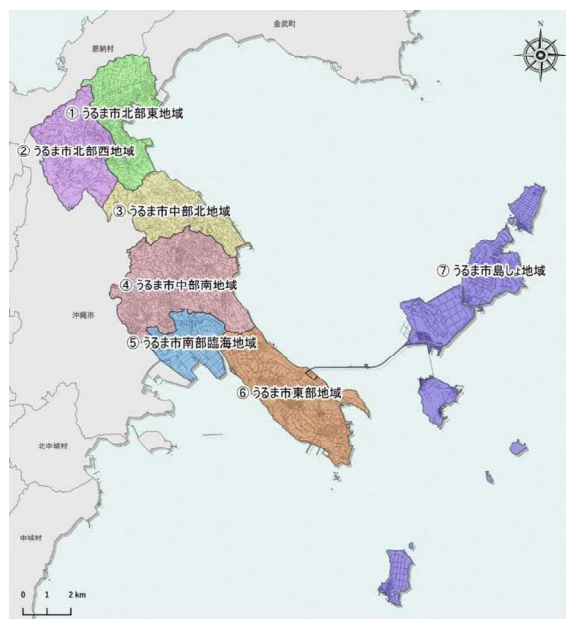 金武町
N
恩納村
① うるま市北部東地域
② うるま市北部西地域
③ うるま市中部北地域
⑦ うるま市島しょ地域
④ うるま市中部南地域
沖縄市
⑤ うるま市南部臨海地域
⑥ うるま市東部地域
北中城村
中城村
0 1 2 km